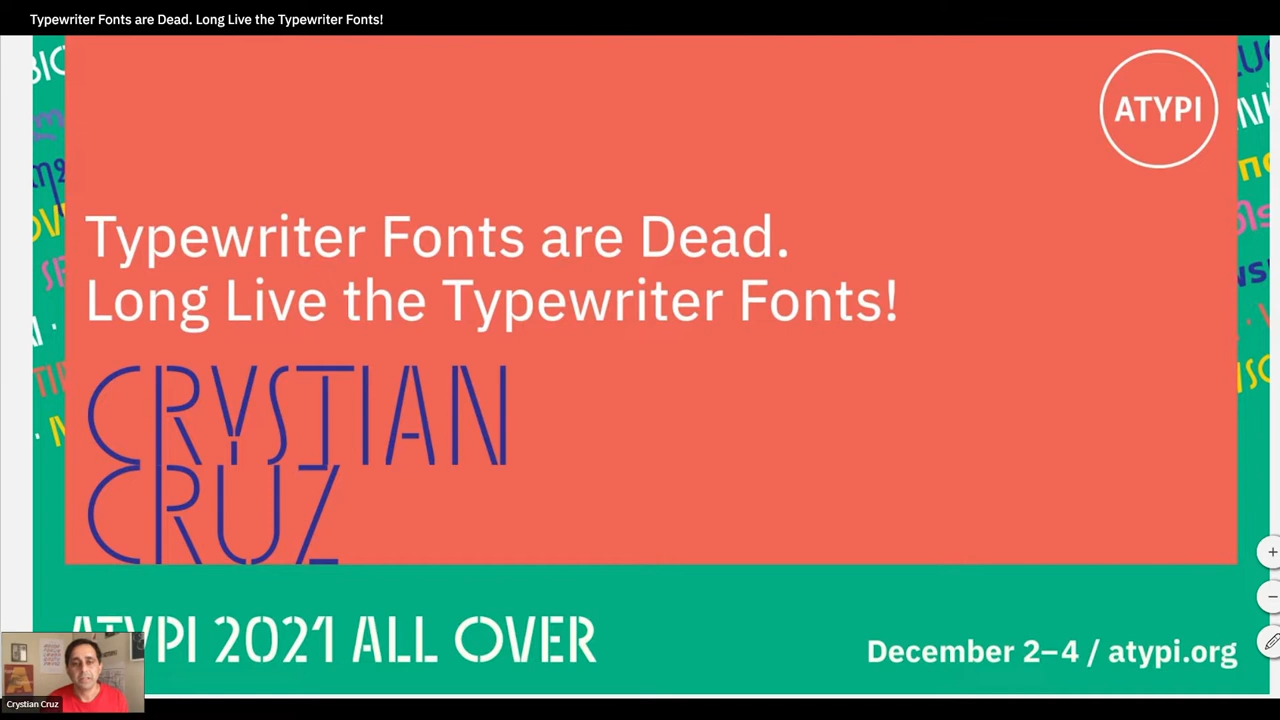 Typewriter Fonts are Dead. Long Live the Typewriter Fonts!
ATYPI
Typewriter Fonts are Dead.
Long Live the Typewriter Fonts!
CRYSTIAN
CRUZ
ATYPI 2021 ALL OVER
December 2–4 / atypi.org
Crystian Cruz